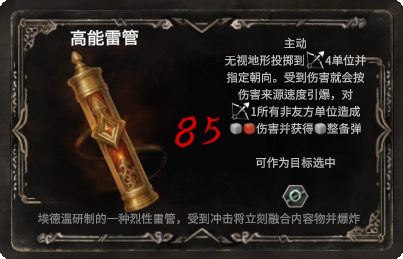 高能雷管
主动
无视地形投掷到4单位并
指定朝向。受到伤害就会按
伤害来源速度引爆，对
1所有非友方单位造成
伤害并获得整备弹
85
可作为目标选中
埃德温研制的一种烈性雷管，受到冲击将立刻融合内容物并爆炸